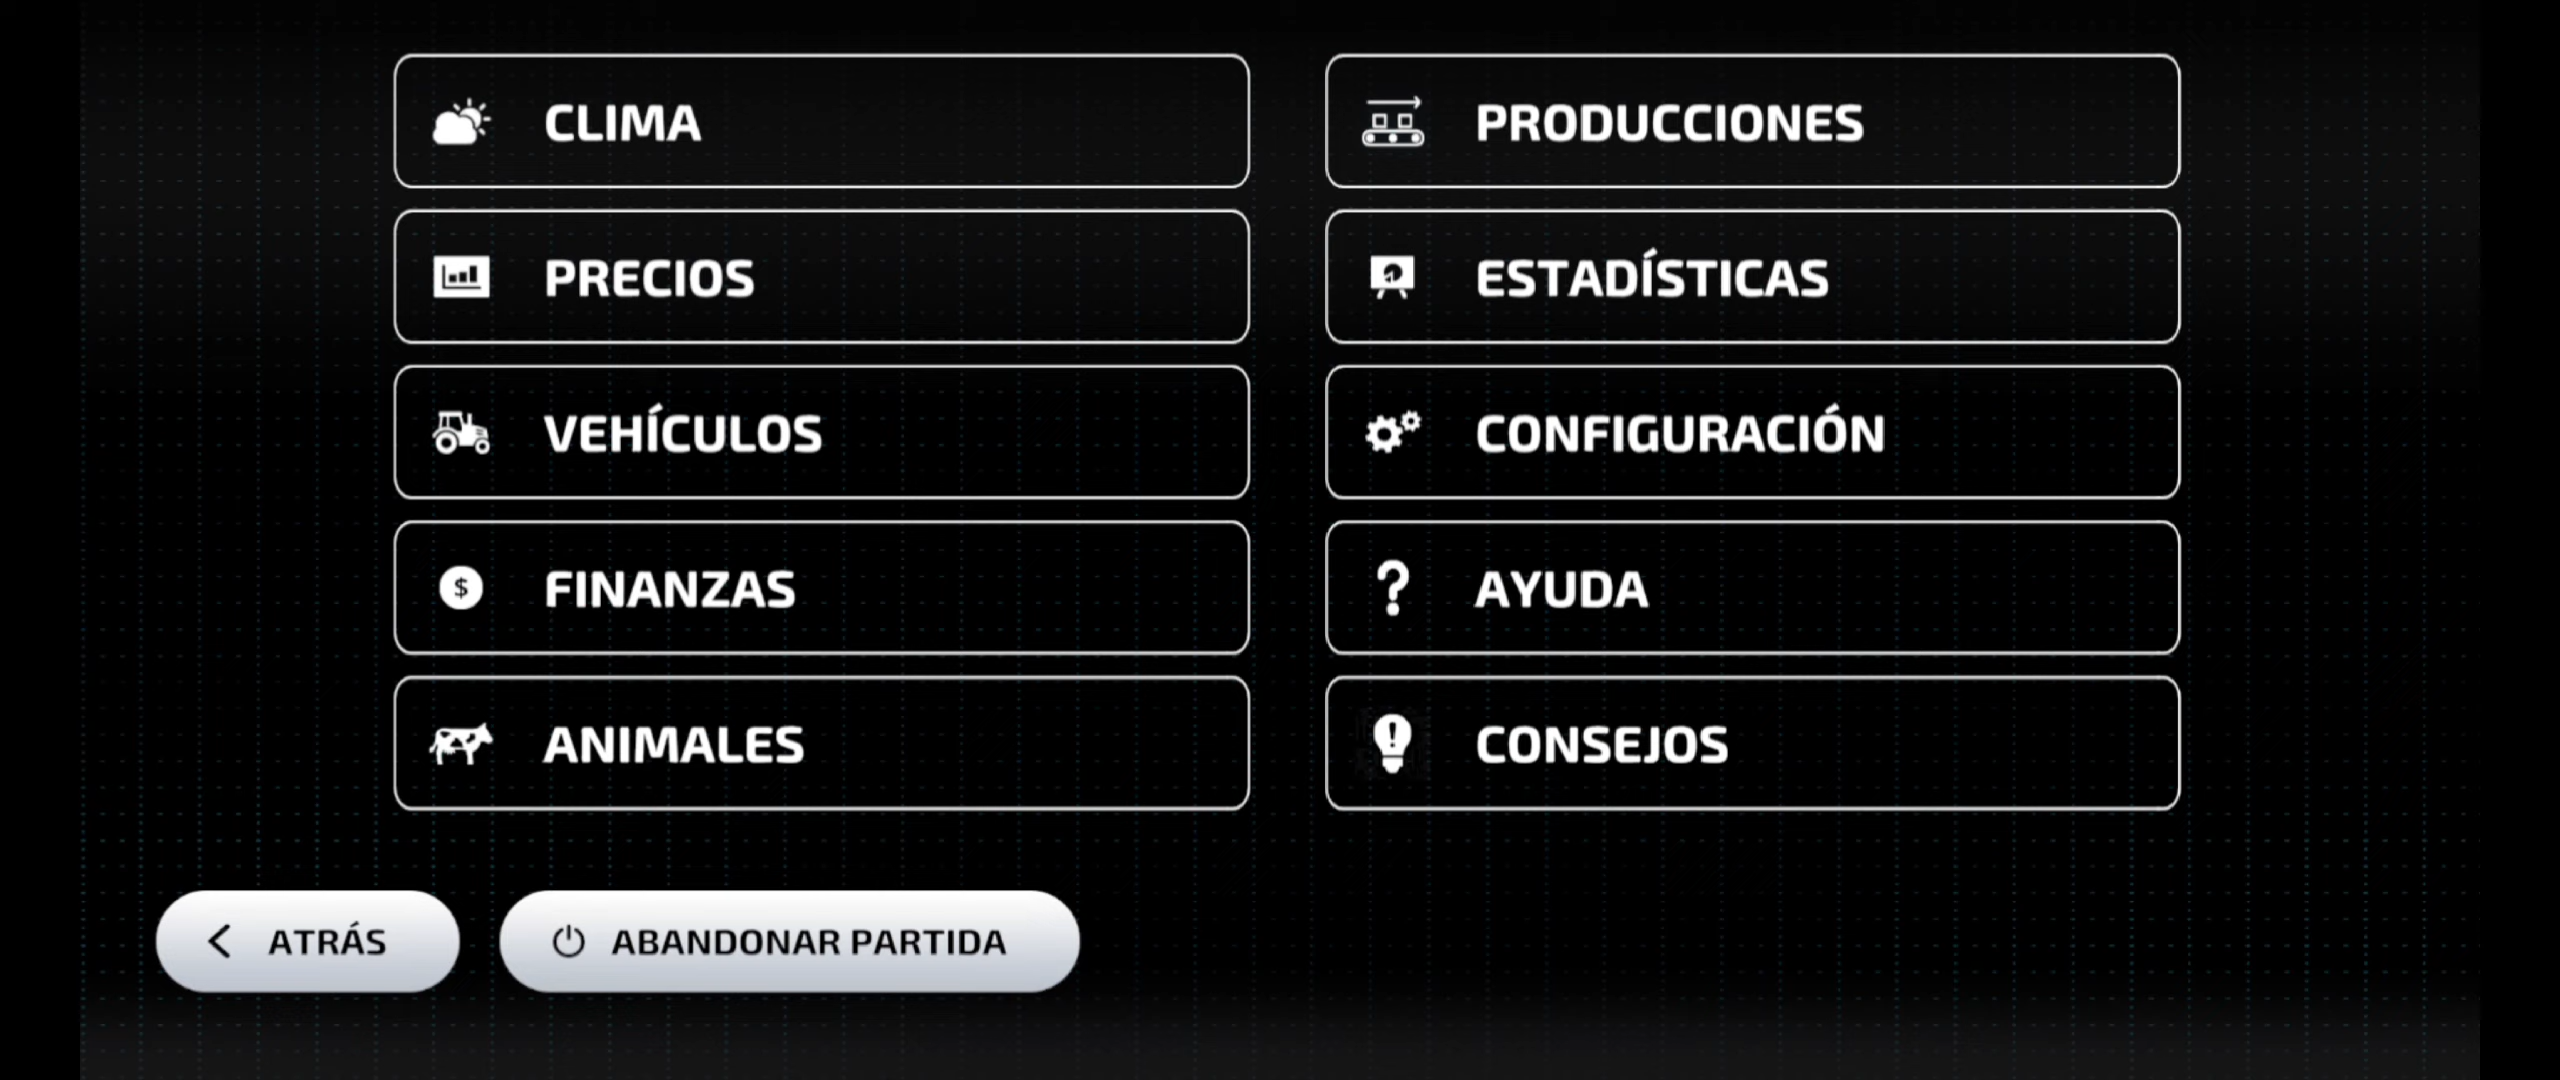 CLIMA
PRECIOS
VEHÍCULOS
FINANZAS
ANIMALES
PRODUCCIONES
ESTADÍSTICAS
CONFIGURACIÓN
AYUDA
CONSEJOS
ATRÁS
ABANDONAR PARTIDA